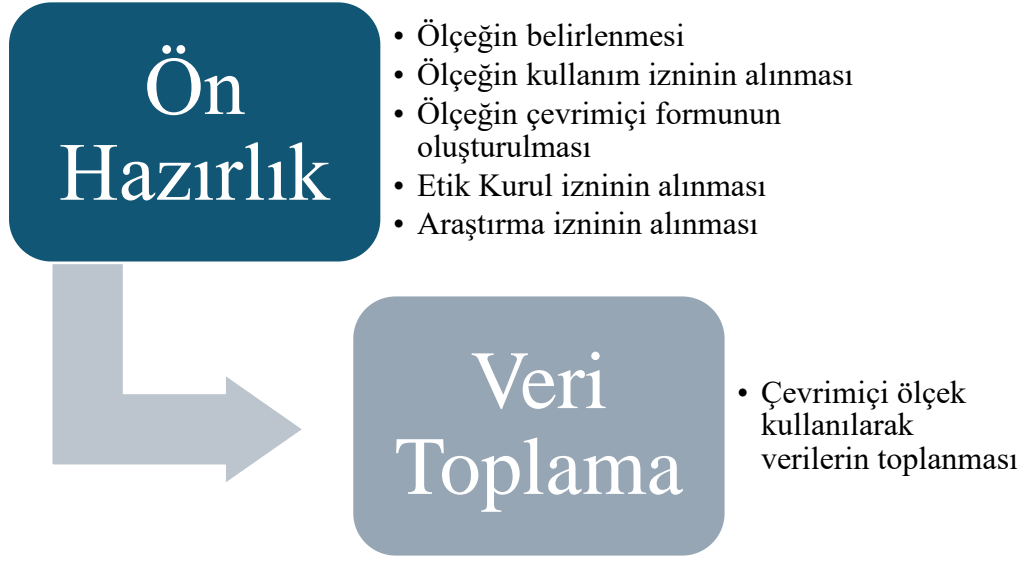 Ön
Hazırlık
• Ölçeğin belirlenmesi
• Ölçeğin kullanım izninin alınması
• Ölçeğin çevrimiçi formunun
oluşturulması
• Etik Kurul izninin alınması
• Araştırma izninin alınması
Veri
Toplama
• Çevrimiçi ölçek
kullanılarak
verilerin toplanması